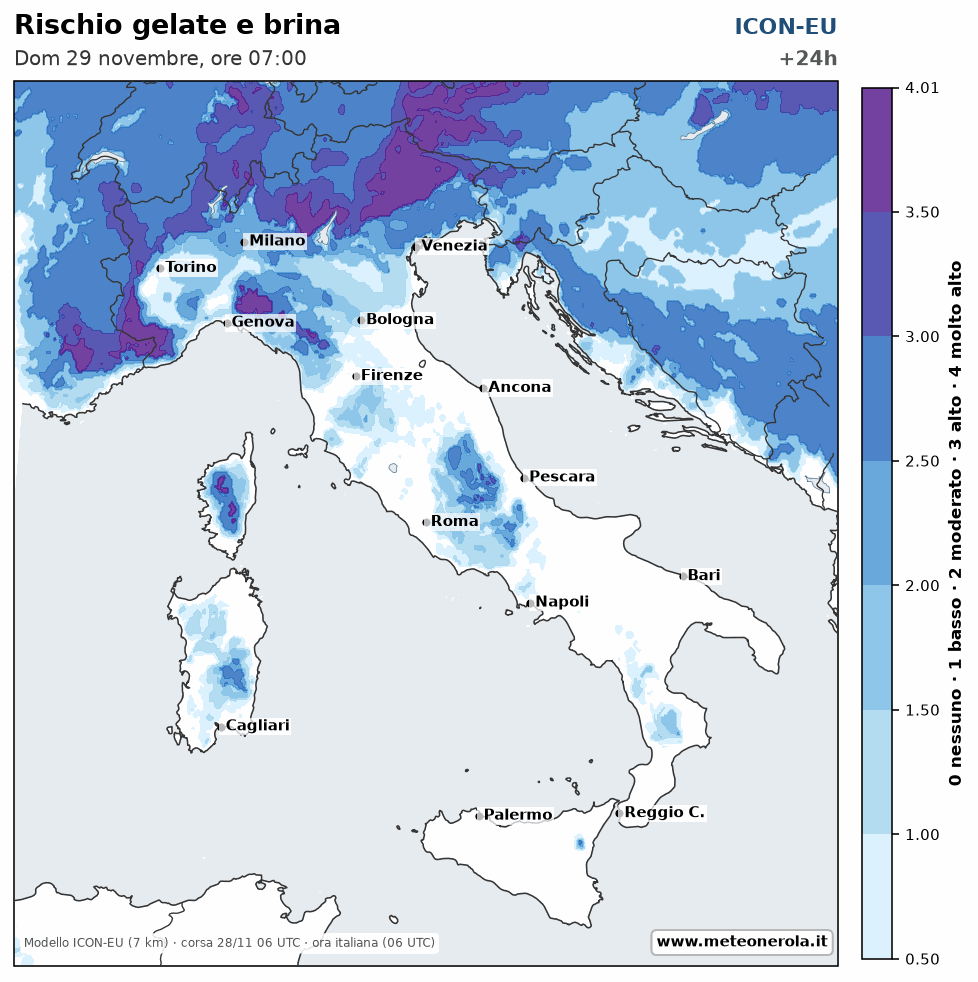 Rischio gelate e brina
ICON-EU
Dom 29 novembre, ore 07:00
+24h
4.01
3.50
3.00
2.50
2.00
1.50
1.00
0.50
0 nessuno · 1 basso · 2 moderato · 3 alto · 4 molto alto
Milano
Venezia
Torino
Genova
Bologna
Firenze
Ancona
Pescara
Roma
Bari
Napoli
Cagliari
Palermo
Reggio C.
Modello ICON-EU (7 km) · corsa 28/11 06 UTC · ora italiana (06 UTC)
www.meteonerola.it